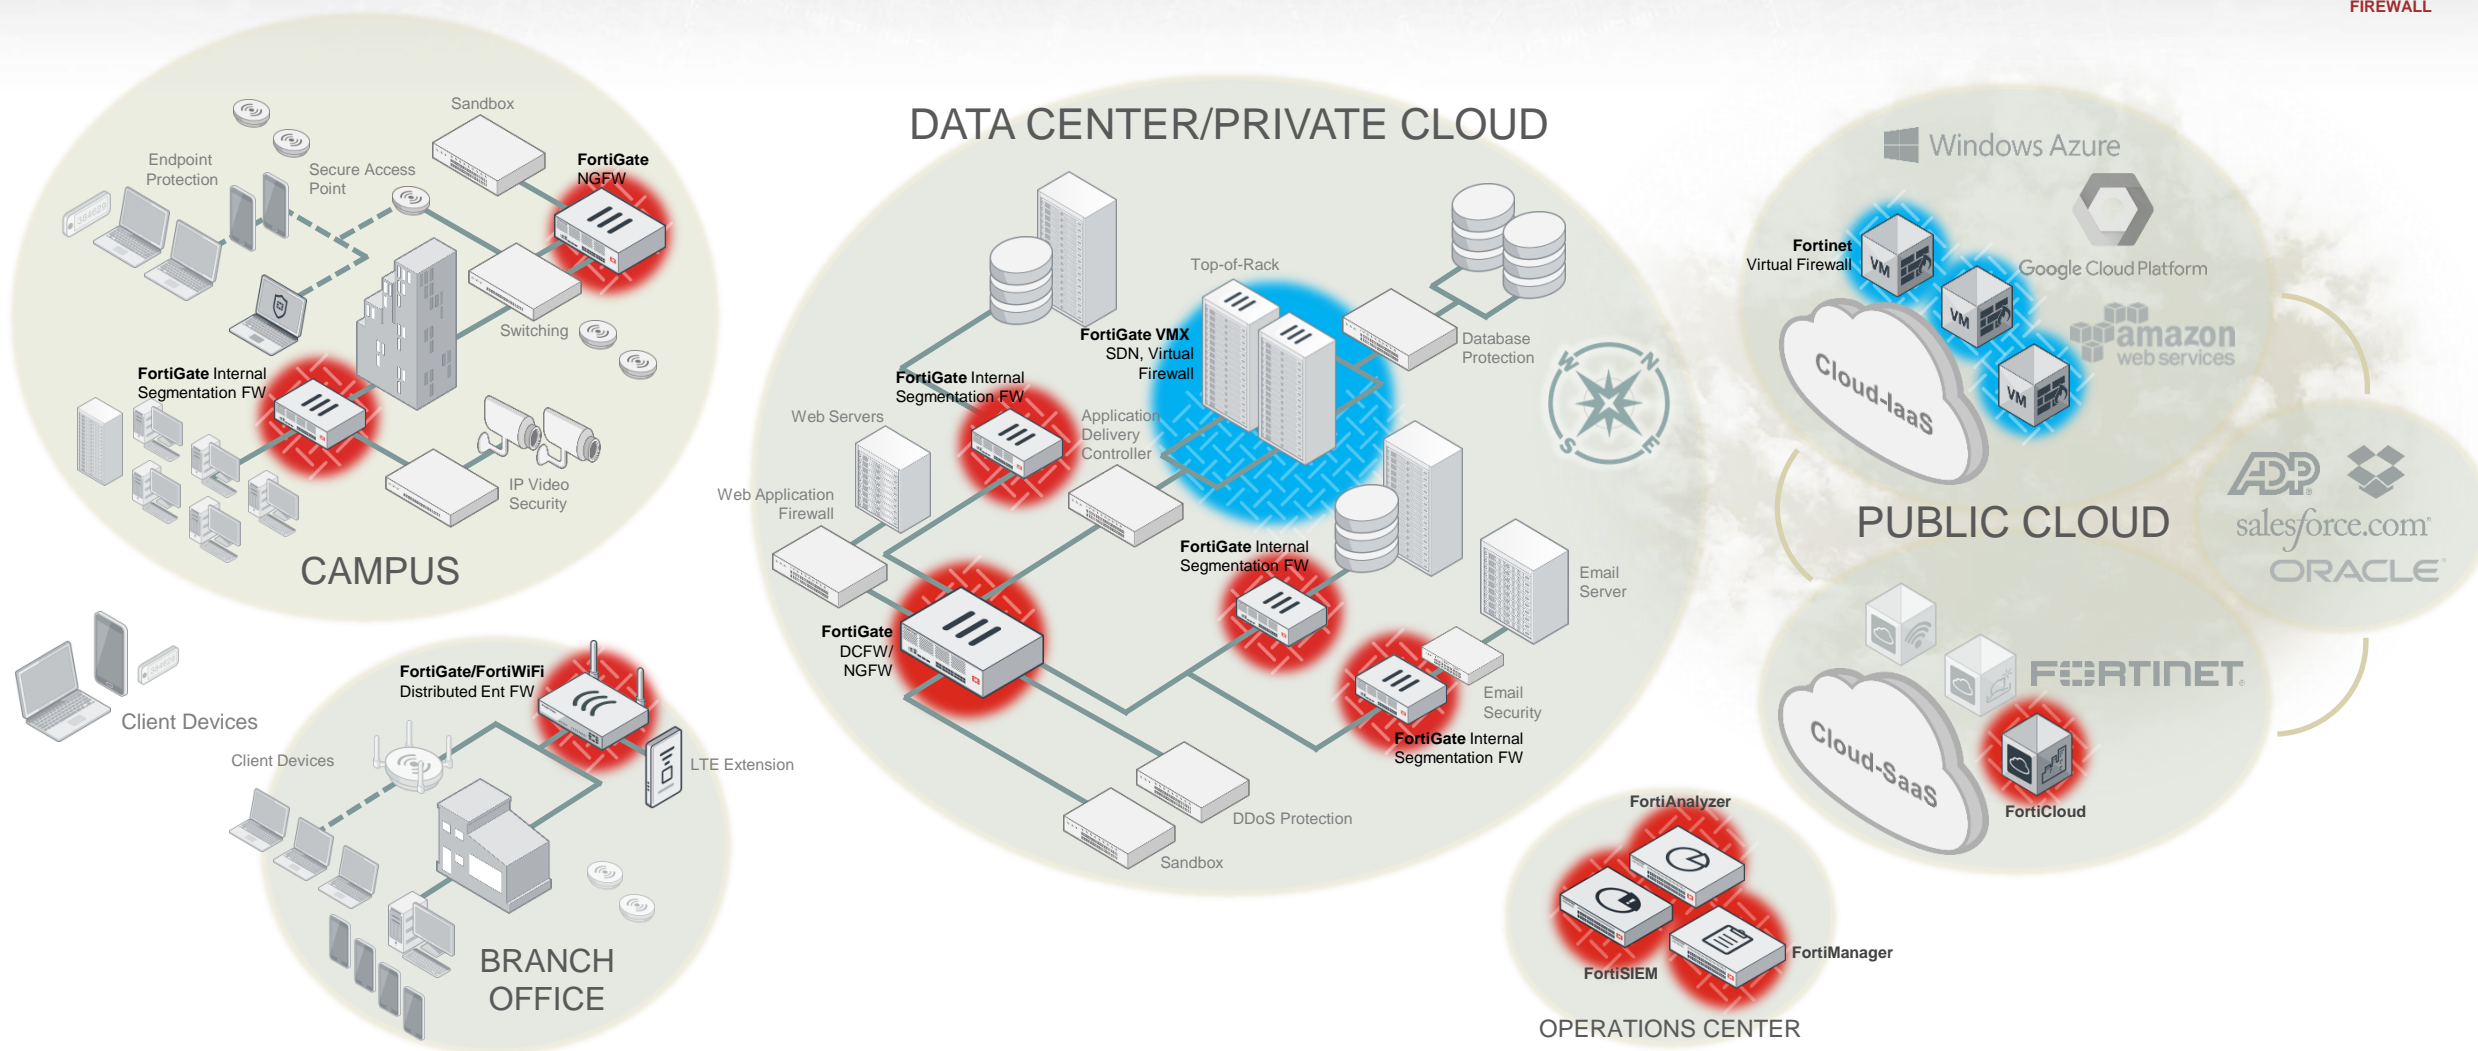 FIREWALL
Sandbox
Endpoint
Protection
Secure Access
Point
FortiGate
NGFW
384629
Switching
FortiGate Internal
Segmentation FW
IP Video
Security
CAMPUS
384629
Client Devices
FortiGate/FortiWiFi
Distributed Ent FW
Client Devices
LTE Extension
BRANCH
OFFICE
DATA CENTER/PRIVATE CLOUD
Top-of-Rack
FortiGate VMX
SDN, Virtual
Firewall
Database
Protection
FortiGate Internal
Segmentation FW
Web Servers
Application
Delivery
Controller
Web Application
Firewall
N
W
E
S
FortiGate Internal
Segmentation FW
Email
Server
FortiGate
DCFW/
NGFW
Email
Security
FortiGate Internal
Segmentation FW
DDoS Protection
Sandbox
Windows Azure
Fortinet
Virtual Firewall
VM
Google Cloud Platform
VM
amazon
web services
VM
Cloud-IaaS
PUBLIC CLOUD
ADP
salesforce.com
ORACLE
FORTINET
Cloud-SaaS
FortiCloud
FortiAnalyzer
FortiManager
FortiSIEM
OPERATIONS CENTER